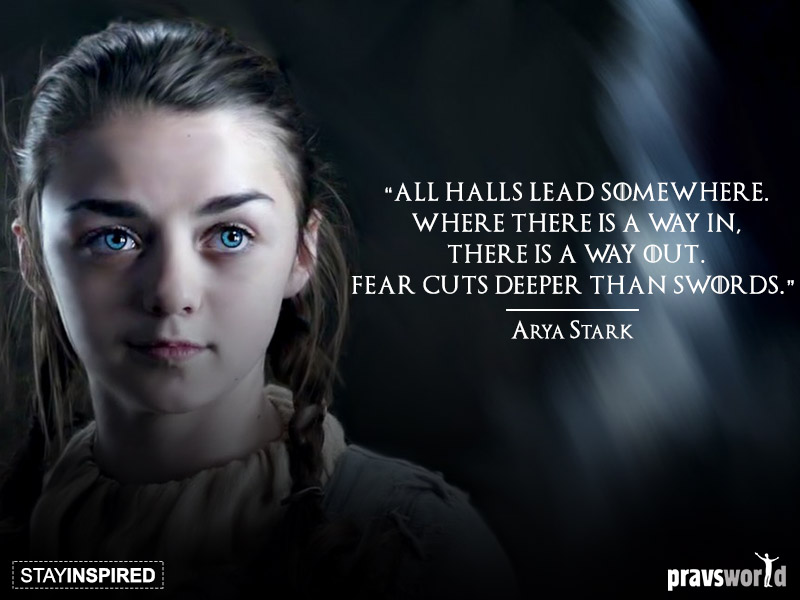 “ALL HALLS LEAD SOMEWHERE.
WHERE THERE IS A WAY IN,
THERE IS A WAY OUT.
FEAR CUTS DEEPER THAN SWORDS.”
ARYA STARK
STAYINSPIRED
pravsworld